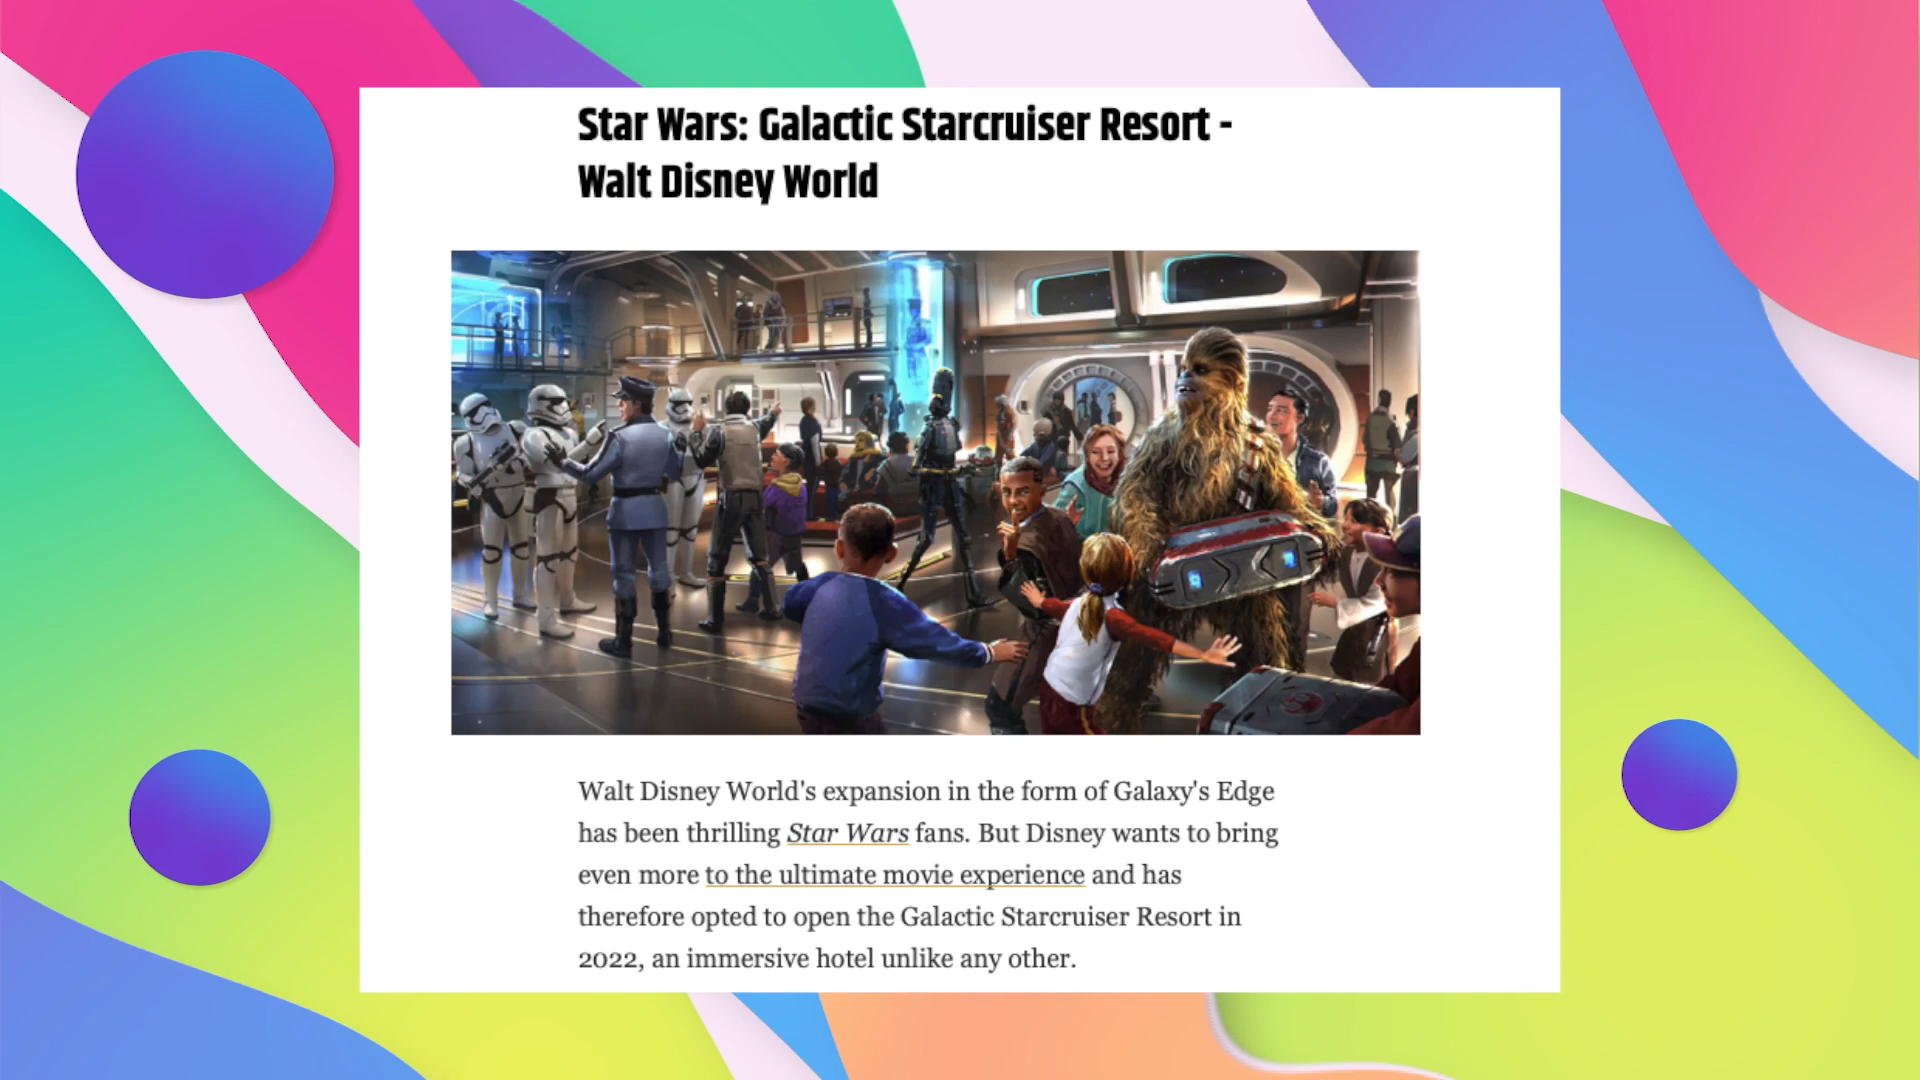 Star Wars: Galactic Starcruiser Resort -
Walt Disney World
Walt Disney World's expansion in the form of Galaxy's Edge
has been thrilling Star Wars fans. But Disney wants to bring
even more to the ultimate movie experience and has
therefore opted to open the Galactic Starcruiser Resort in
2022, an immersive hotel unlike any other.